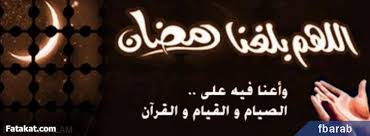 اللهم بلغنا رمضان
وأعنا فيه على ..
الصيام و القيام و القرآن
Fatakat.com
fbarab